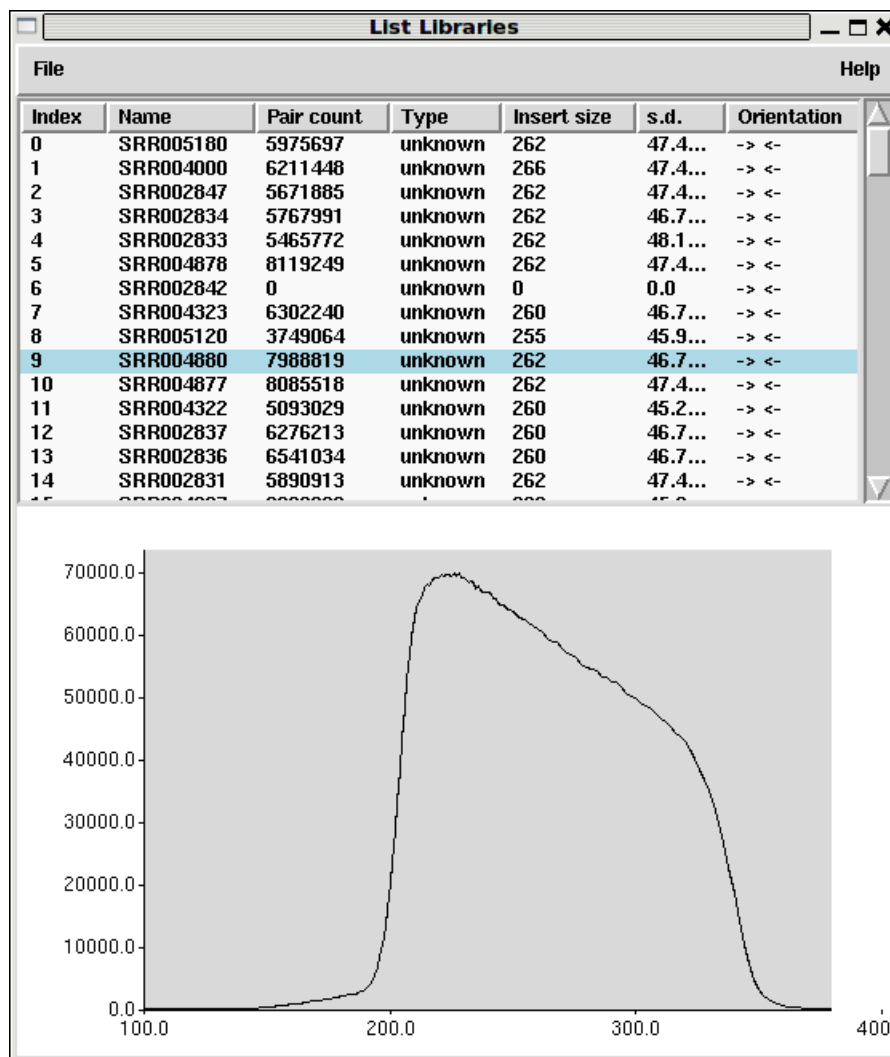 List Libraries
File Help
Index Name Pair count Type Insert size s.d. Orientation
0 SRR005180 5975697 unknown 262 47.4... -> <-
1 SRR004000 6211448 unknown 266 47.4... -> <-
2 SRR002847 5671885 unknown 262 47.4... -> <-
3 SRR002834 5767991 unknown 262 46.7... -> <-
4 SRR002833 5465772 unknown 262 48.1... -> <-
5 SRR004878 8119249 unknown 262 47.4... -> <-
6 SRR002842 0 unknown 0 0.0 -> <-
7 SRR004323 6302240 unknown 260 46.7... -> <-
8 SRR005120 3749064 unknown 255 45.9... -> <-
9 SRR004880 7988819 unknown 262 46.7... -> <-
10 SRR004877 8085518 unknown 262 47.4... -> <-
11 SRR004322 5093029 unknown 260 45.2... -> <-
12 SRR002837 6276213 unknown 260 46.7... -> <-
13 SRR002836 6541034 unknown 260 46.7... -> <-
14 SRR002831 5890913 unknown 262 47.4... -> <-
70000.0
60000.0
50000.0
40000.0
30000.0
20000.0
10000.0
0.0
100.0 200.0 300.0